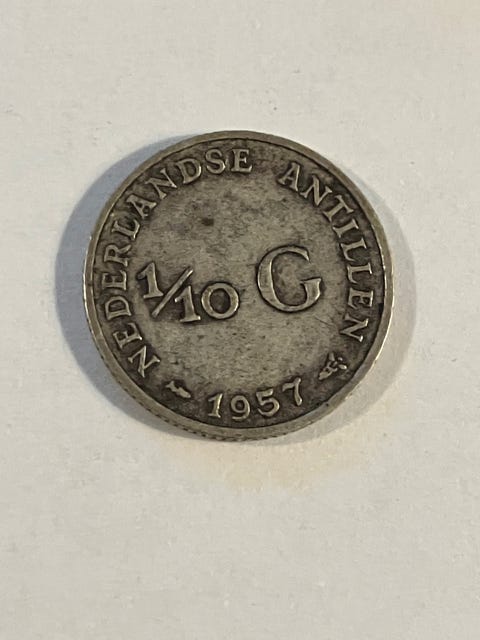 NEDERLANDSE ANTILLEN
1/10 G
1957